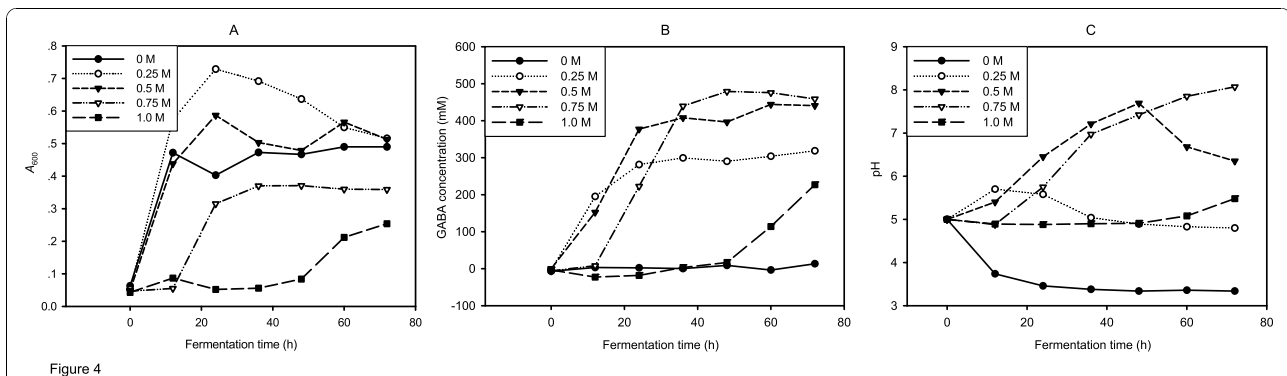 A
B
C
.8
.7
.6
.5
.4
.3
.2
.1
0.0
A600
0 M
0.25 M
0.5 M
0.75 M
1.0 M
0
20
40
60
80
Fermentation time (h)
600
500
400
300
200
100
0
-100
GABA concentration (mM)
0 M
0.25 M
0.5 M
0.75 M
1.0 M
0
20
40
60
80
Fermentation time (h)
9
8
7
6
5
4
3
pH
0 M
0.25 M
0.5 M
0.75 M
1.0 M
0
20
40
60
80
Fermentation time (h)
Figure 4